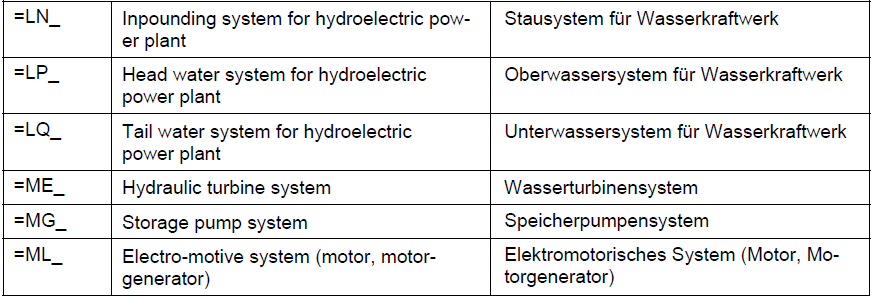 =LN_ Inpounding system for hydroelectric pow- Stausystem für Wasserkraftwerk
er plant
=LP_ Head water system for hydroelectric Oberwassersystem für Wasserkraftwerk
power plant
=LQ_ Tail water system for hydroelectric Unterwassersystem für Wasserkraftwerk
power plant
=ME_ Hydraulic turbine system Wasserturbinensystem
=MG_ Storage pump system Speicherpumpensystem
=ML_ Electro-motive system (motor, motor- Elektromotorisches System (Motor, Mo-
generator) torgenerator)